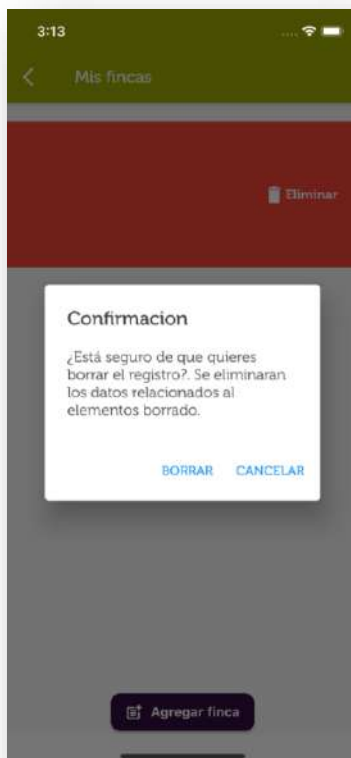 3:13
Mis fincas
Eliminar
Confirmacion
¿Está seguro de que quieres
borrar el registro?. Se eliminaran
los datos relacionados al
elementos borrado.
BORRAR CANCELAR
Agregar finca